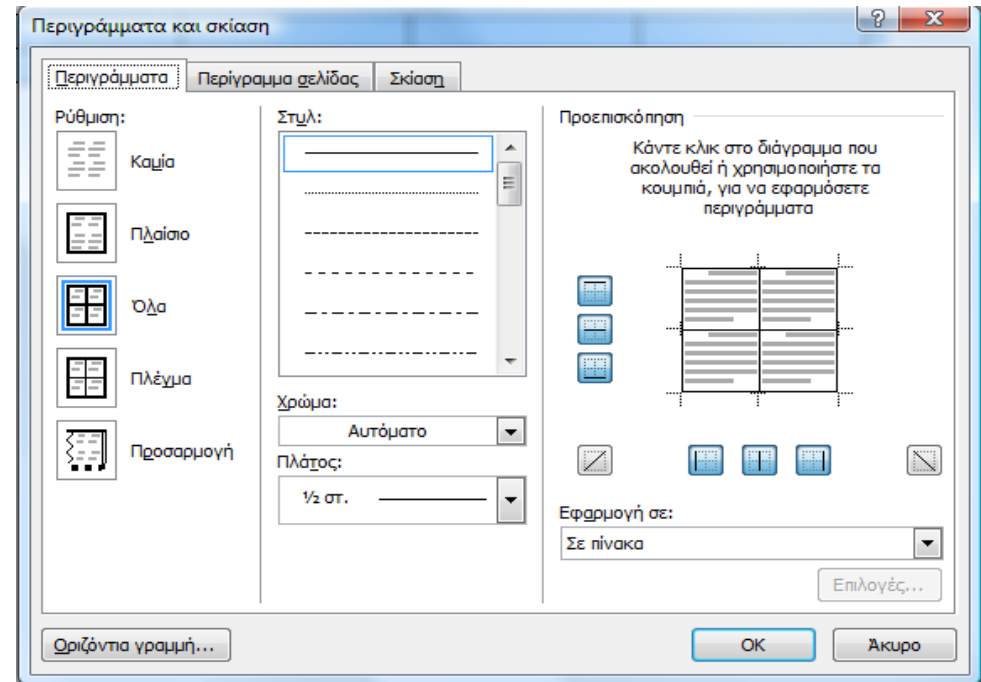 Περιγράμματα και σκίαση
Περιγράμματα Περίγραμμα σελίδας Σκίαση
Ρύθμιση:
Καμία
Πλαίσιο
Όλα
Πλέγμα
Προσαρμογή
Στυλ:
Χρώμα:
Αυτόματο
Πλάτος:
½ στ.
Προεπισκόπηση
Κάντε κλικ στο διάγραμμα που
ακολουθεί ή χρησιμοποιήστε τα
κουμπιά, για να εφαρμόσετε
περιγράμματα
Εφαρμογή σε:
Σε πίνακα
Επιλογές...
Οριζόντια γραμμή...
OK
Άκυρο